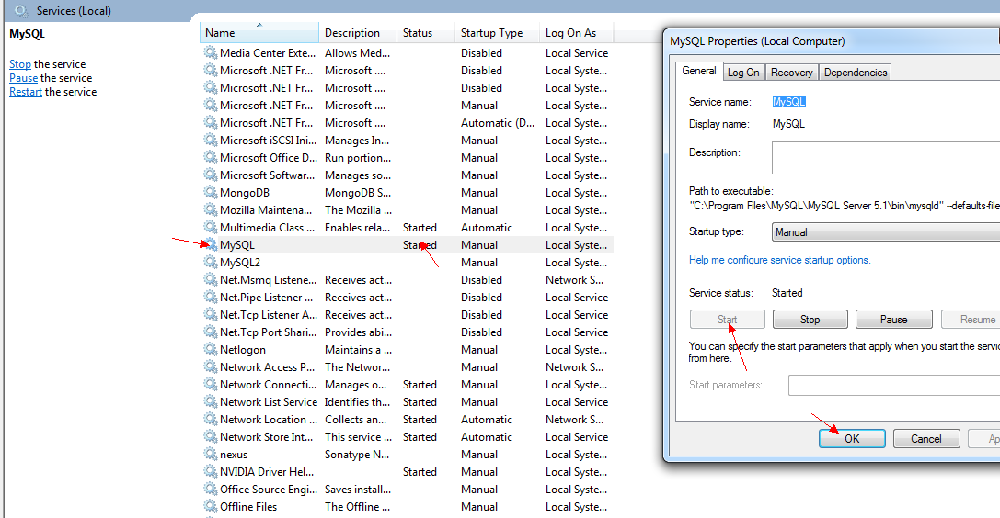 Services (Local)
MySQL
Stop the service
Pause the service
Restart the service
Name Description Status Startup Type Log On As
Media Center Exte... Allows Med... Disabled Local Service
Microsoft .NET Fr... Microsoft .... Disabled Local Syste...
Microsoft .NET Fr... Microsoft .... Disabled Local Syste...
Microsoft .NET Fr... Microsoft .... Manual Local Syste...
Microsoft .NET Fr... Microsoft .... Automatic (D... Local Syste...
Microsoft iSCSI Ini... Manages In... Manual Local Syste...
Microsoft Office D... Run portion... Manual Local Syste...
Microsoft Softwar... Manages so... Manual Local Syste...
MongoDB MongoDB S... Manual Local Syste...
Mozilla Maintena... The Mozilla ... Manual Local Syste...
Multimedia Class ... Enables rela... Started Automatic Local Syste...
MySQL Started Manual Local Syste...
MySQL2 Manual Local Syste...
Net.Msmq Listene... Receives act... Disabled Network S...
Net.Pipe Listener ... Receives act... Disabled Local Service
Net.Tcp Listener A... Receives act... Disabled Local Service
Net.Tcp Port Shari... Provides abi... Disabled Local Service
Netlogon Maintains a ... Manual Local Syste...
Network Access P... The Networ... Manual Network S...
Network Connecti... Manages o... Started Manual Local Syste...
Network List Service Identifies th... Started Manual Local Service
Network Location ... Collects an... Started Automatic Network S...
Network Store Int... This service ... Started Automatic Local Service
nexus Sonatype N... Manual Local Syste...
NVIDIA Driver Hel... Started Manual Local Syste...
Office Source Engi... Saves install... Manual Local Syste...
Offline Files The Offline ... Manual Local Syste...
MySQL Properties (Local Computer)
General Log On Recovery Dependencies
Service name: MySQL
Display name: MySQL
Description:
Path to executable:
"C:\Program Files\MySQL\MySQL Server 5.1\bin\mysqld" --defaults-file
Startup type: Manual
Help me configure service startup options.
Service status: Started
Start Stop Pause Resume
You can specify the start parameters that apply when you start the servic
from here.
Start parameters:
OK Cancel Ap